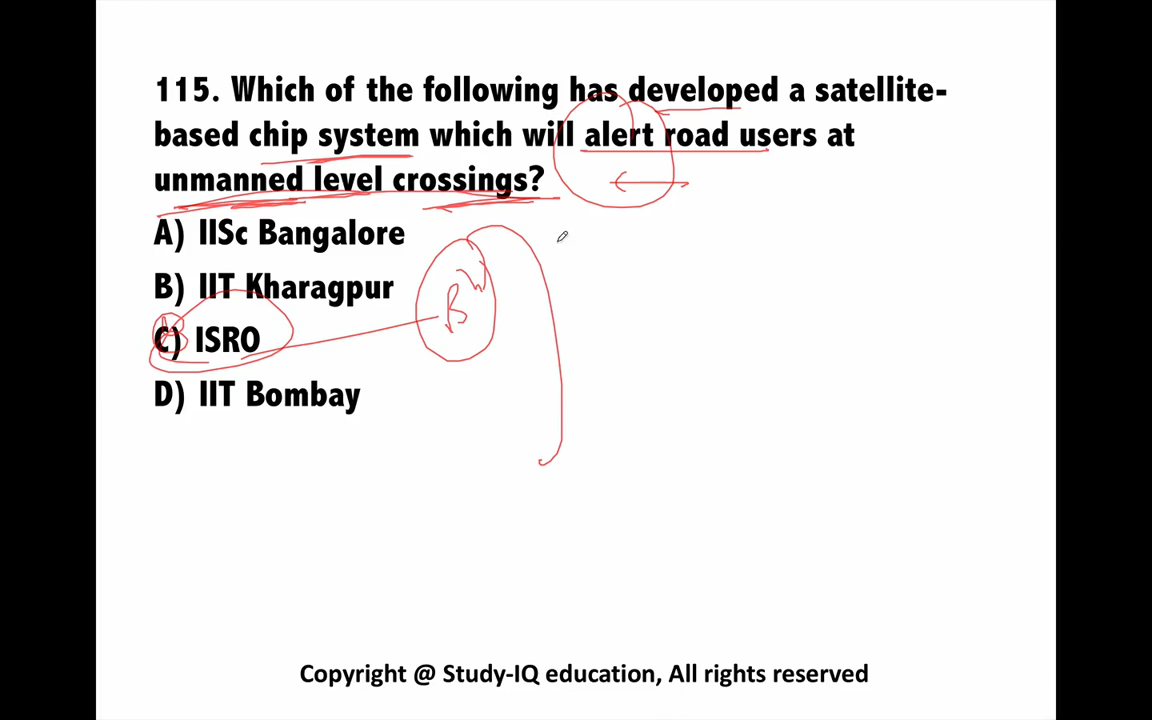 115. Which of the following has developed a satellite-
based chip system which will alert road users at
unmanned level crossings?
A) IISc Bangalore
B) IIT Kharagpur
C) ISRO
B
D) IIT Bombay
Copyright @ Study-IQ education, All rights reserved